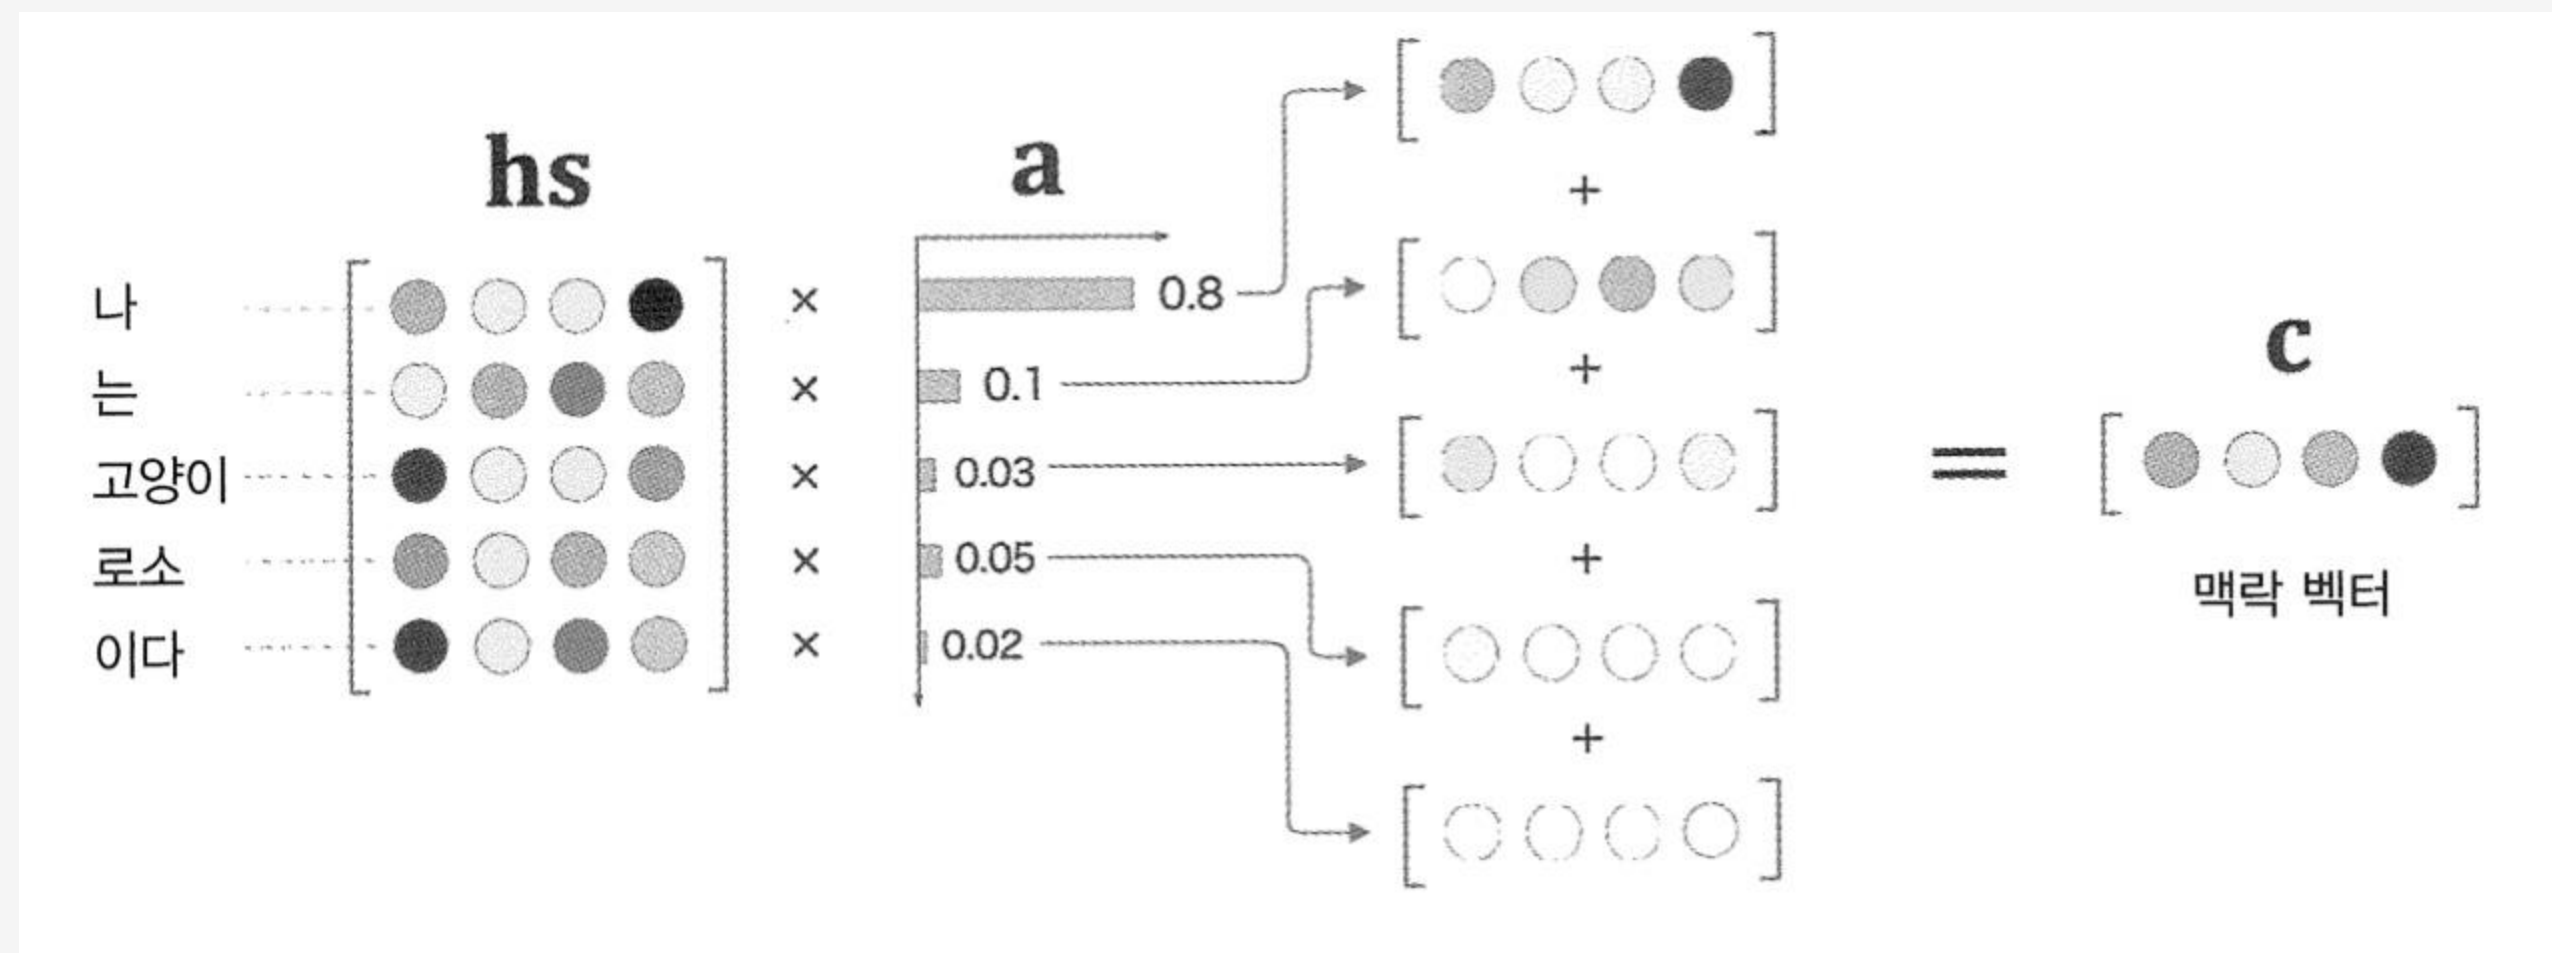 hs
a
나 × 0.8
는 × 0.1
고양이 × 0.03
로소 × 0.05
이다 × 0.02
+
+
+
+
=
c
맥락 벡터